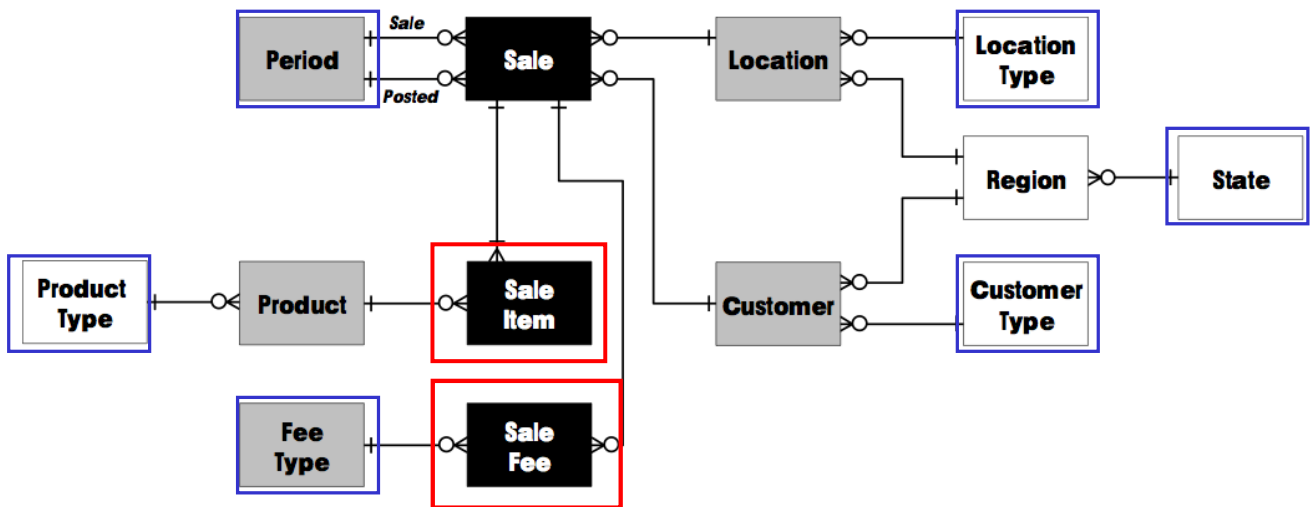 Sale
Period
Sale
Location
Location
Type
Posted
Region
State
Product
Type
Product
Sale
Item
Customer
Customer
Type
Fee
Type
Sale
Fee